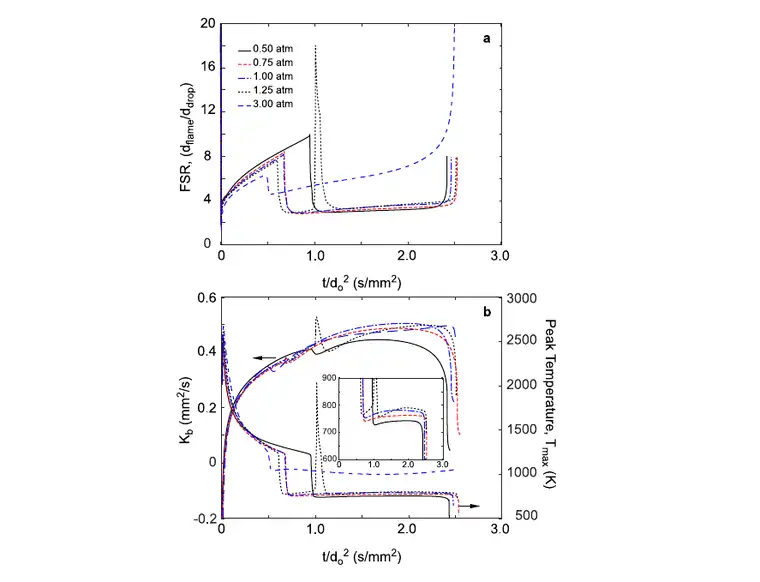 20
16
12
8
4
0
FSR, (dflame/ddrop)
a
0.50 atm
0.75 atm
1.00 atm
1.25 atm
3.00 atm
0 1.0 2.0 3.0
t/do2 (s/mm2)
0.6
0.4
0.2
0
-0.2
Kb (mm2/s)
b
3000
2500
2000
1500
1000
500
Peak Temperature, Tmax (K)
900
800
700
600
0 1.0 2.0 3.0
0 1.0 2.0 3.0
t/do2 (s/mm2)